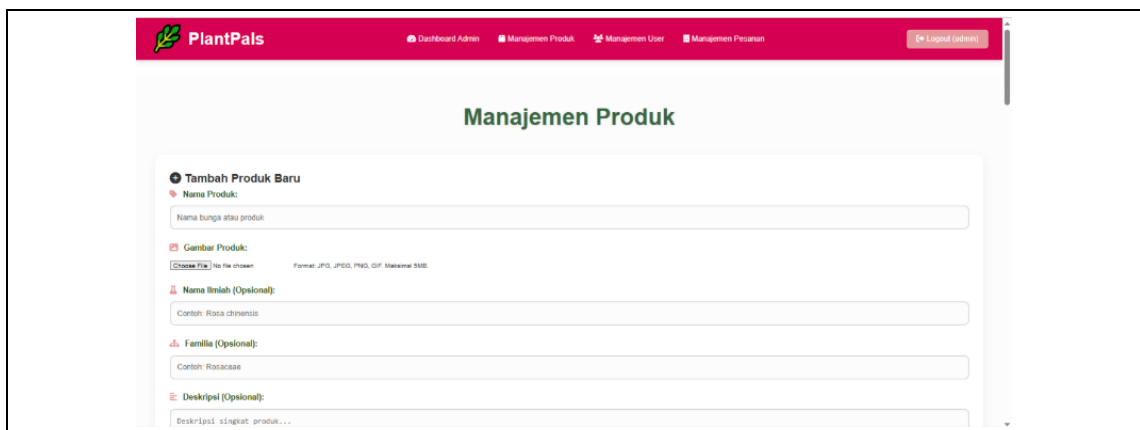 PlantPals
Dashboard Admin Manajemen Produk Manajemen User Manajemen Pesanan
Logout (admin)
Manajemen Produk
Tambah Produk Baru
Nama Produk:
Nama bunga atau produk
Gambar Produk:
Choose File No file chosen Format: JPG, JPEG, PNG, GIF. Maksimal 5MB.
Nama Ilmiah (Opsional):
Contoh: Rosa chinensis
Familia (Opsional):
Contoh: Rosaceae
Deskripsi (Opsional):
Deskripsi singkat produk...